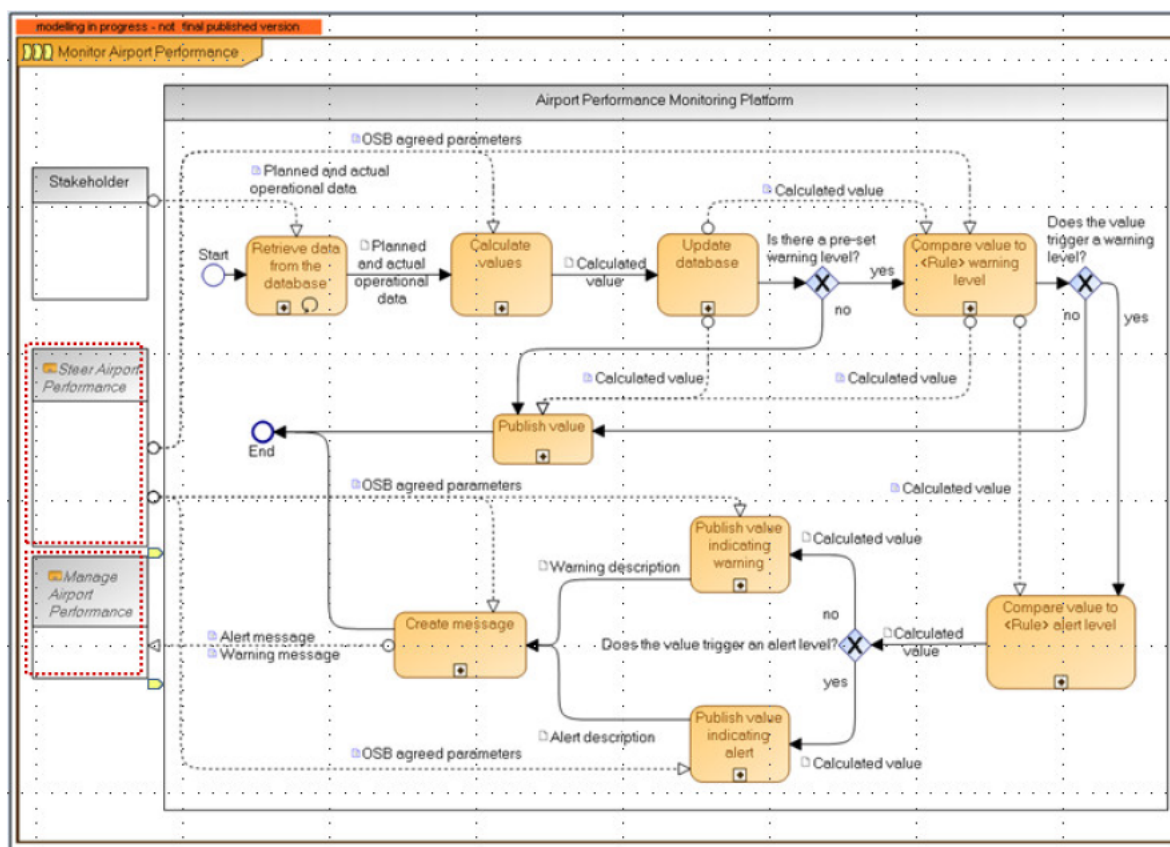 modelling in progress - not final published version
Monitor Airport Performance
Airport Performance Monitoring Platform
OSB agreed parameters
Stakeholder
Planned and actual
operational data
Calculated value
Start
Retrieve data
from the
database
Planned
and actual
operational
data
Calculate
values
Calculated
value
Update
database
Is there a pre-set
warning level?
yes
no
Compare value to
<Rule> warning
level
Does the value
trigger a warning
level?
no
yes
Steer Airport
Performance
Calculated value
Calculated value
Publish value
End
OSB agreed parameters
Calculated value
Publish value
indicating
warning
Calculated value
Warning description
Manage
Airport
Performance
no
Compare value to
<Rule> alert level
Create message
Alert message
Warning message
Does the value trigger an alert level?
Calculated
value
yes
Publish value
indicating
alert
Alert description
OSB agreed parameters
Calculated value